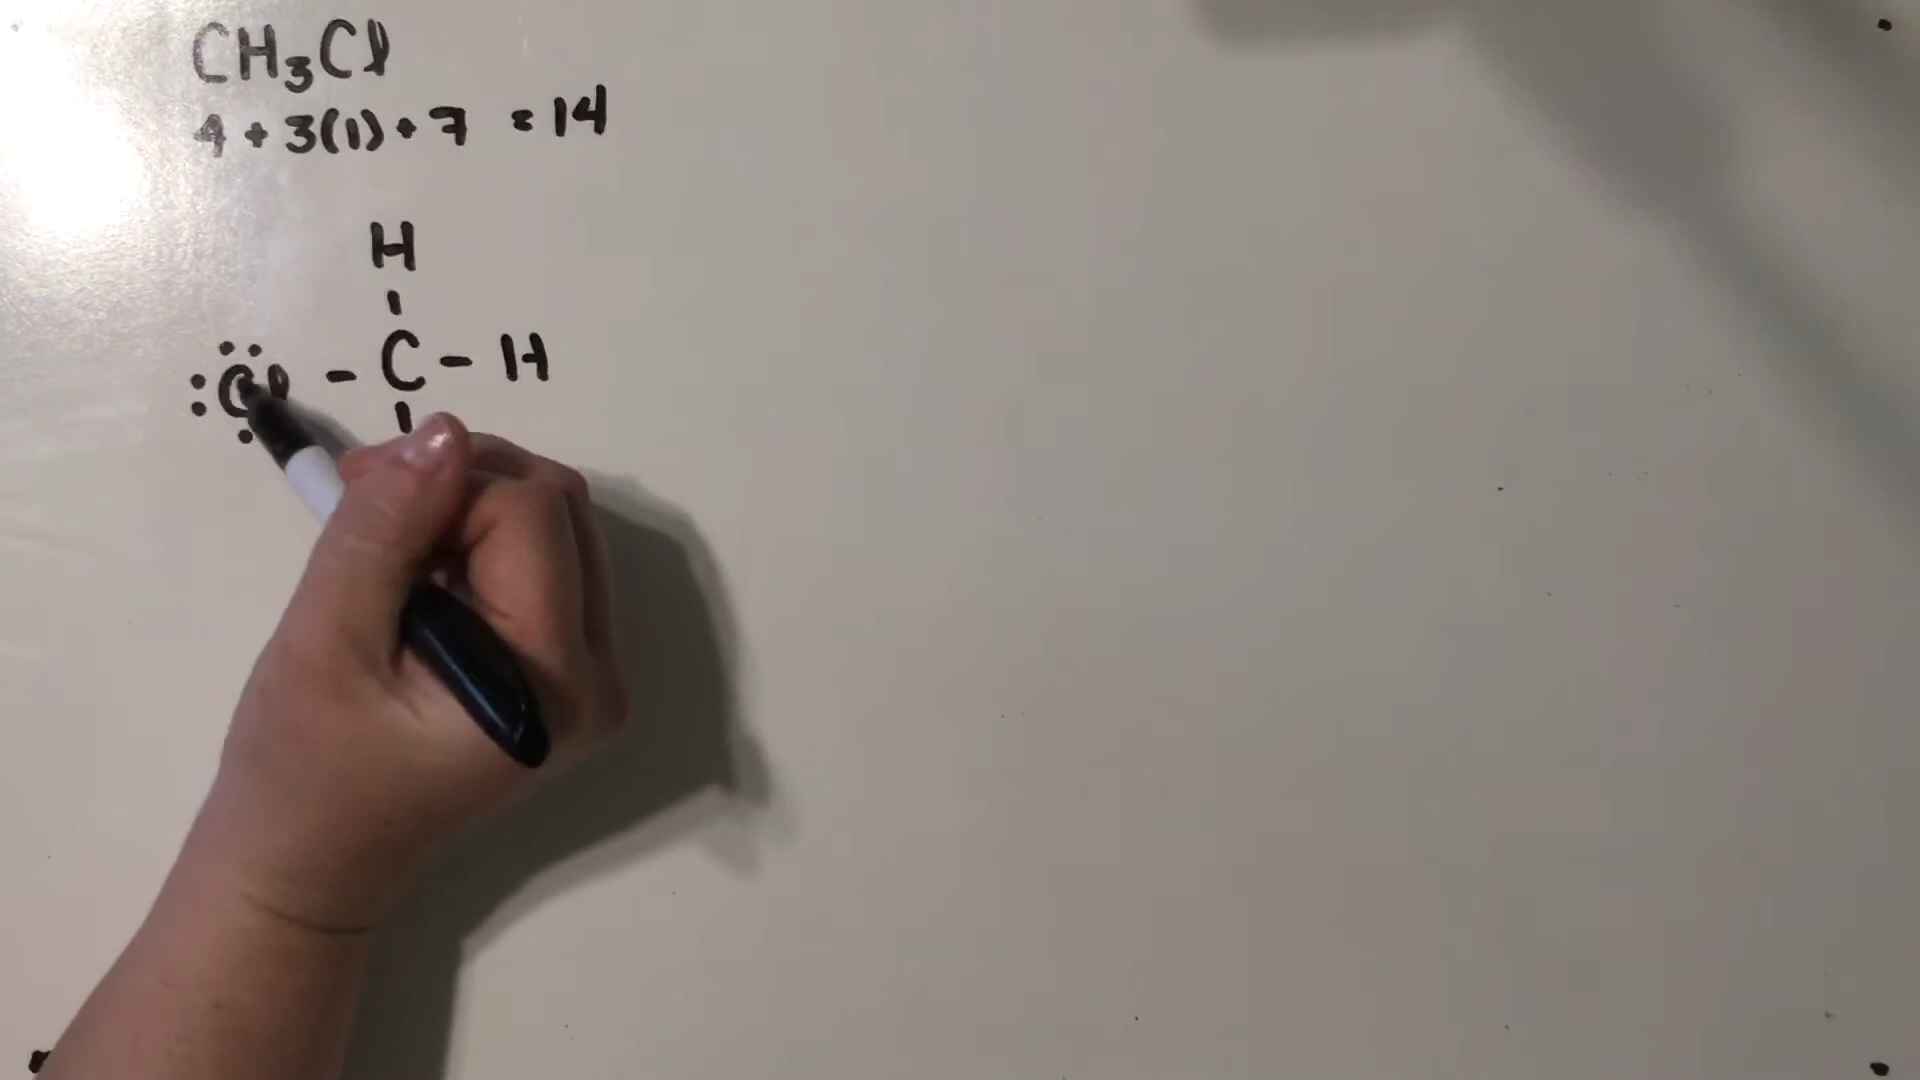 CH₃Cl
4 + 3(1) + 7 = 14
H
:Cl - C - H